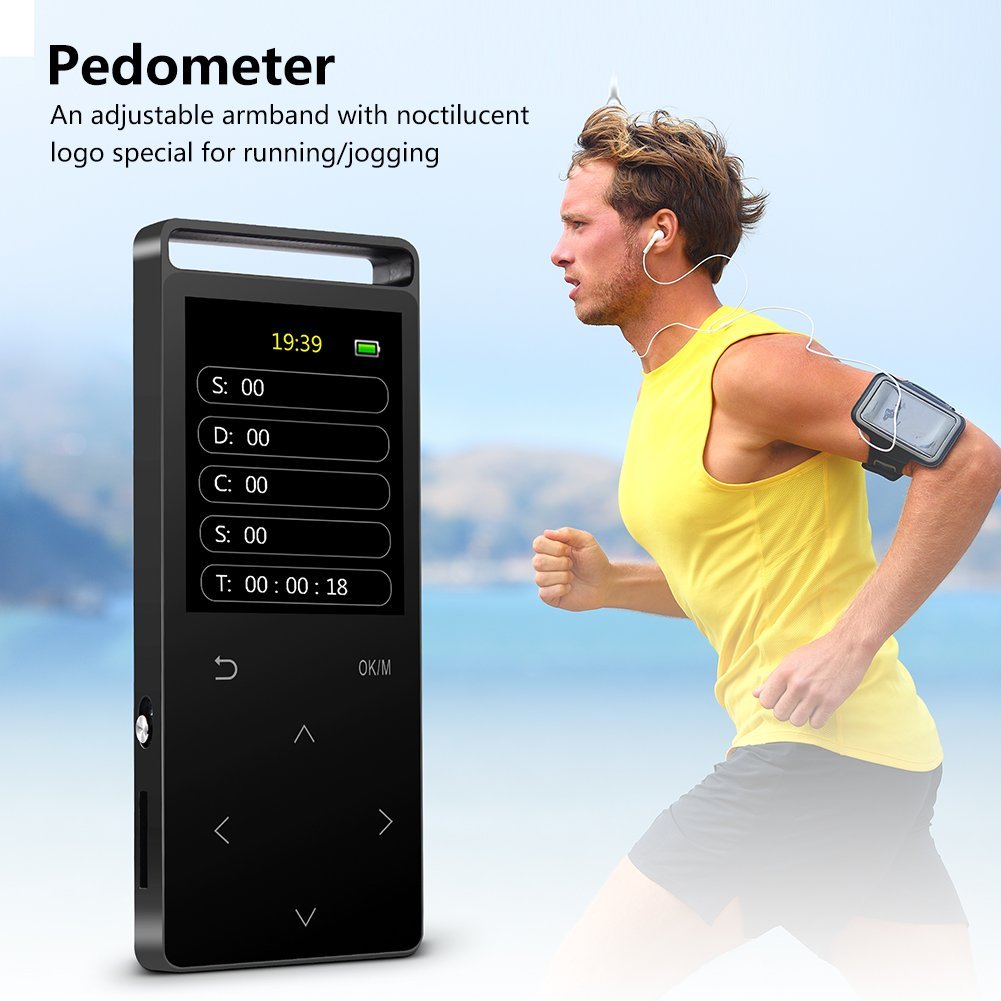 Pedometer
An adjustable armband with noctilucent
logo special for running/jogging
19:39
S: 00
D: 00
C: 00
S: 00
T: 00 : 00 : 18
OK/M